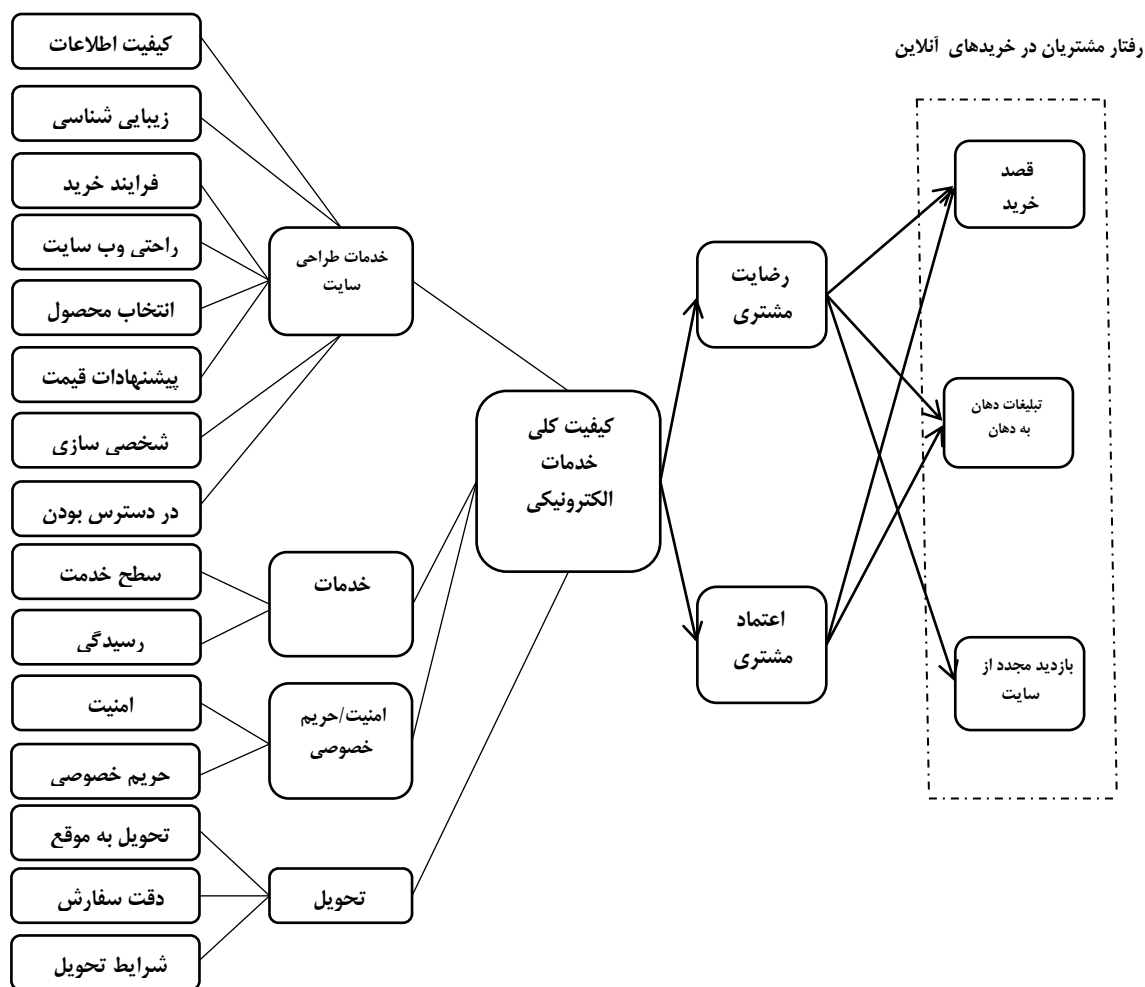 رفتار مشتریان در خریدهای آنلاین
کیفیت اطلاعات
زیبایی شناسی
فرایند خرید
راحتی وب سایت
انتخاب محصول
پیشنهادات قیمت
شخصی سازی
در دسترس بودن
سطح خدمت
رسیدگی
امنیت
حریم خصوصی
تحویل به موقع
دقت سفارش
شرایط تحویل
خدمات طراحی
سایت
خدمات
امنیت/حریم
خصوصی
تحویل
کیفیت کلی
خدمات
الکترونیکی
رضایت
مشتری
اعتماد
مشتری
قصد
خرید
تبلیغات دهان
به دهان
بازدید مجدد از
سایت